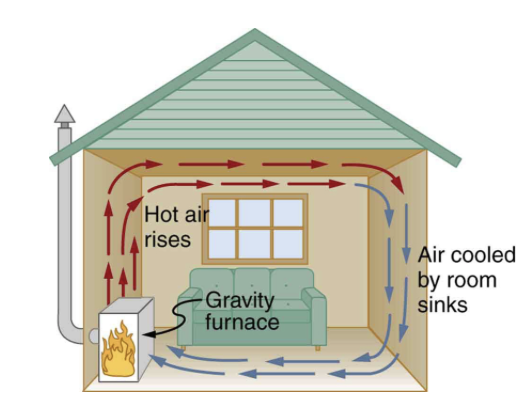 Hot air
rises
Air cooled
by room
sinks
Gravity
furnace